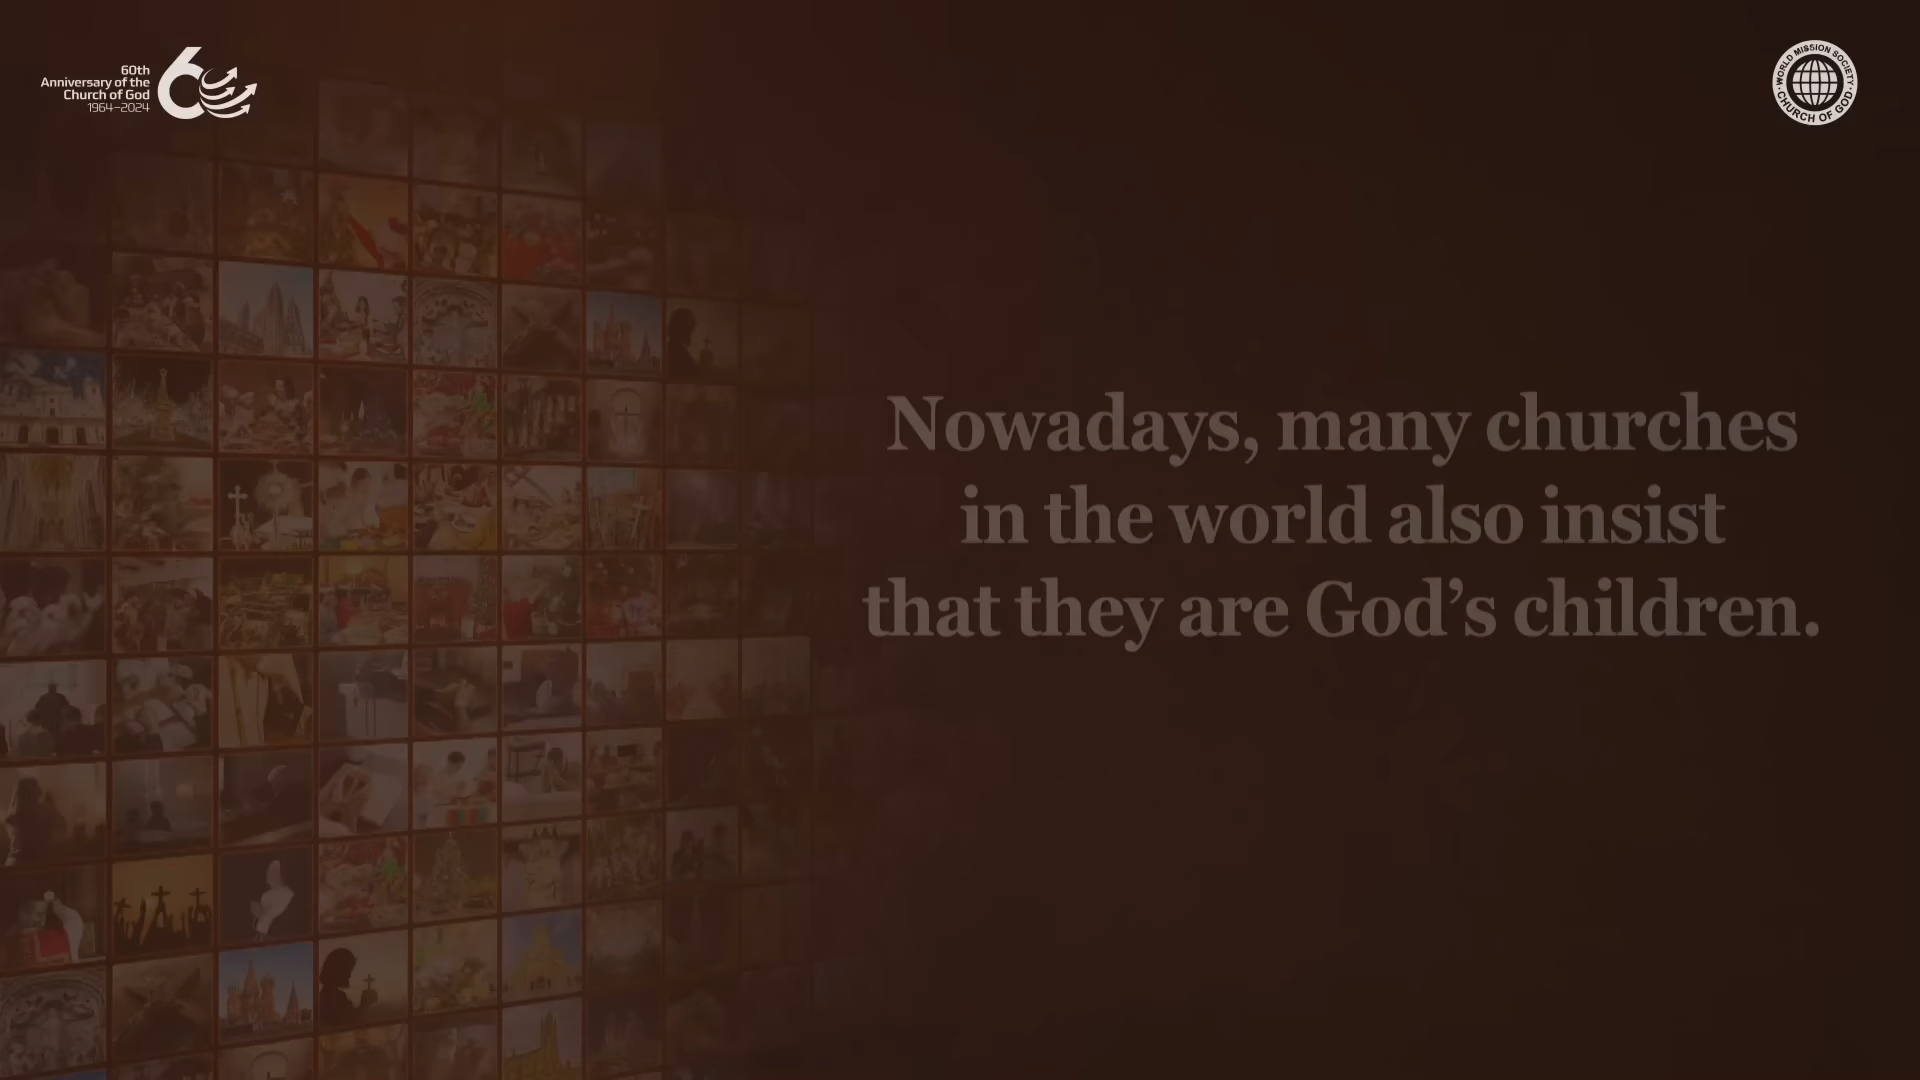 60th
Anniversary of the
Church of God
1964–2024
WORLD MISSION SOCIETY
CHURCH OF GOD
Nowadays, many churches
in the world also insist
that they are God’s children.